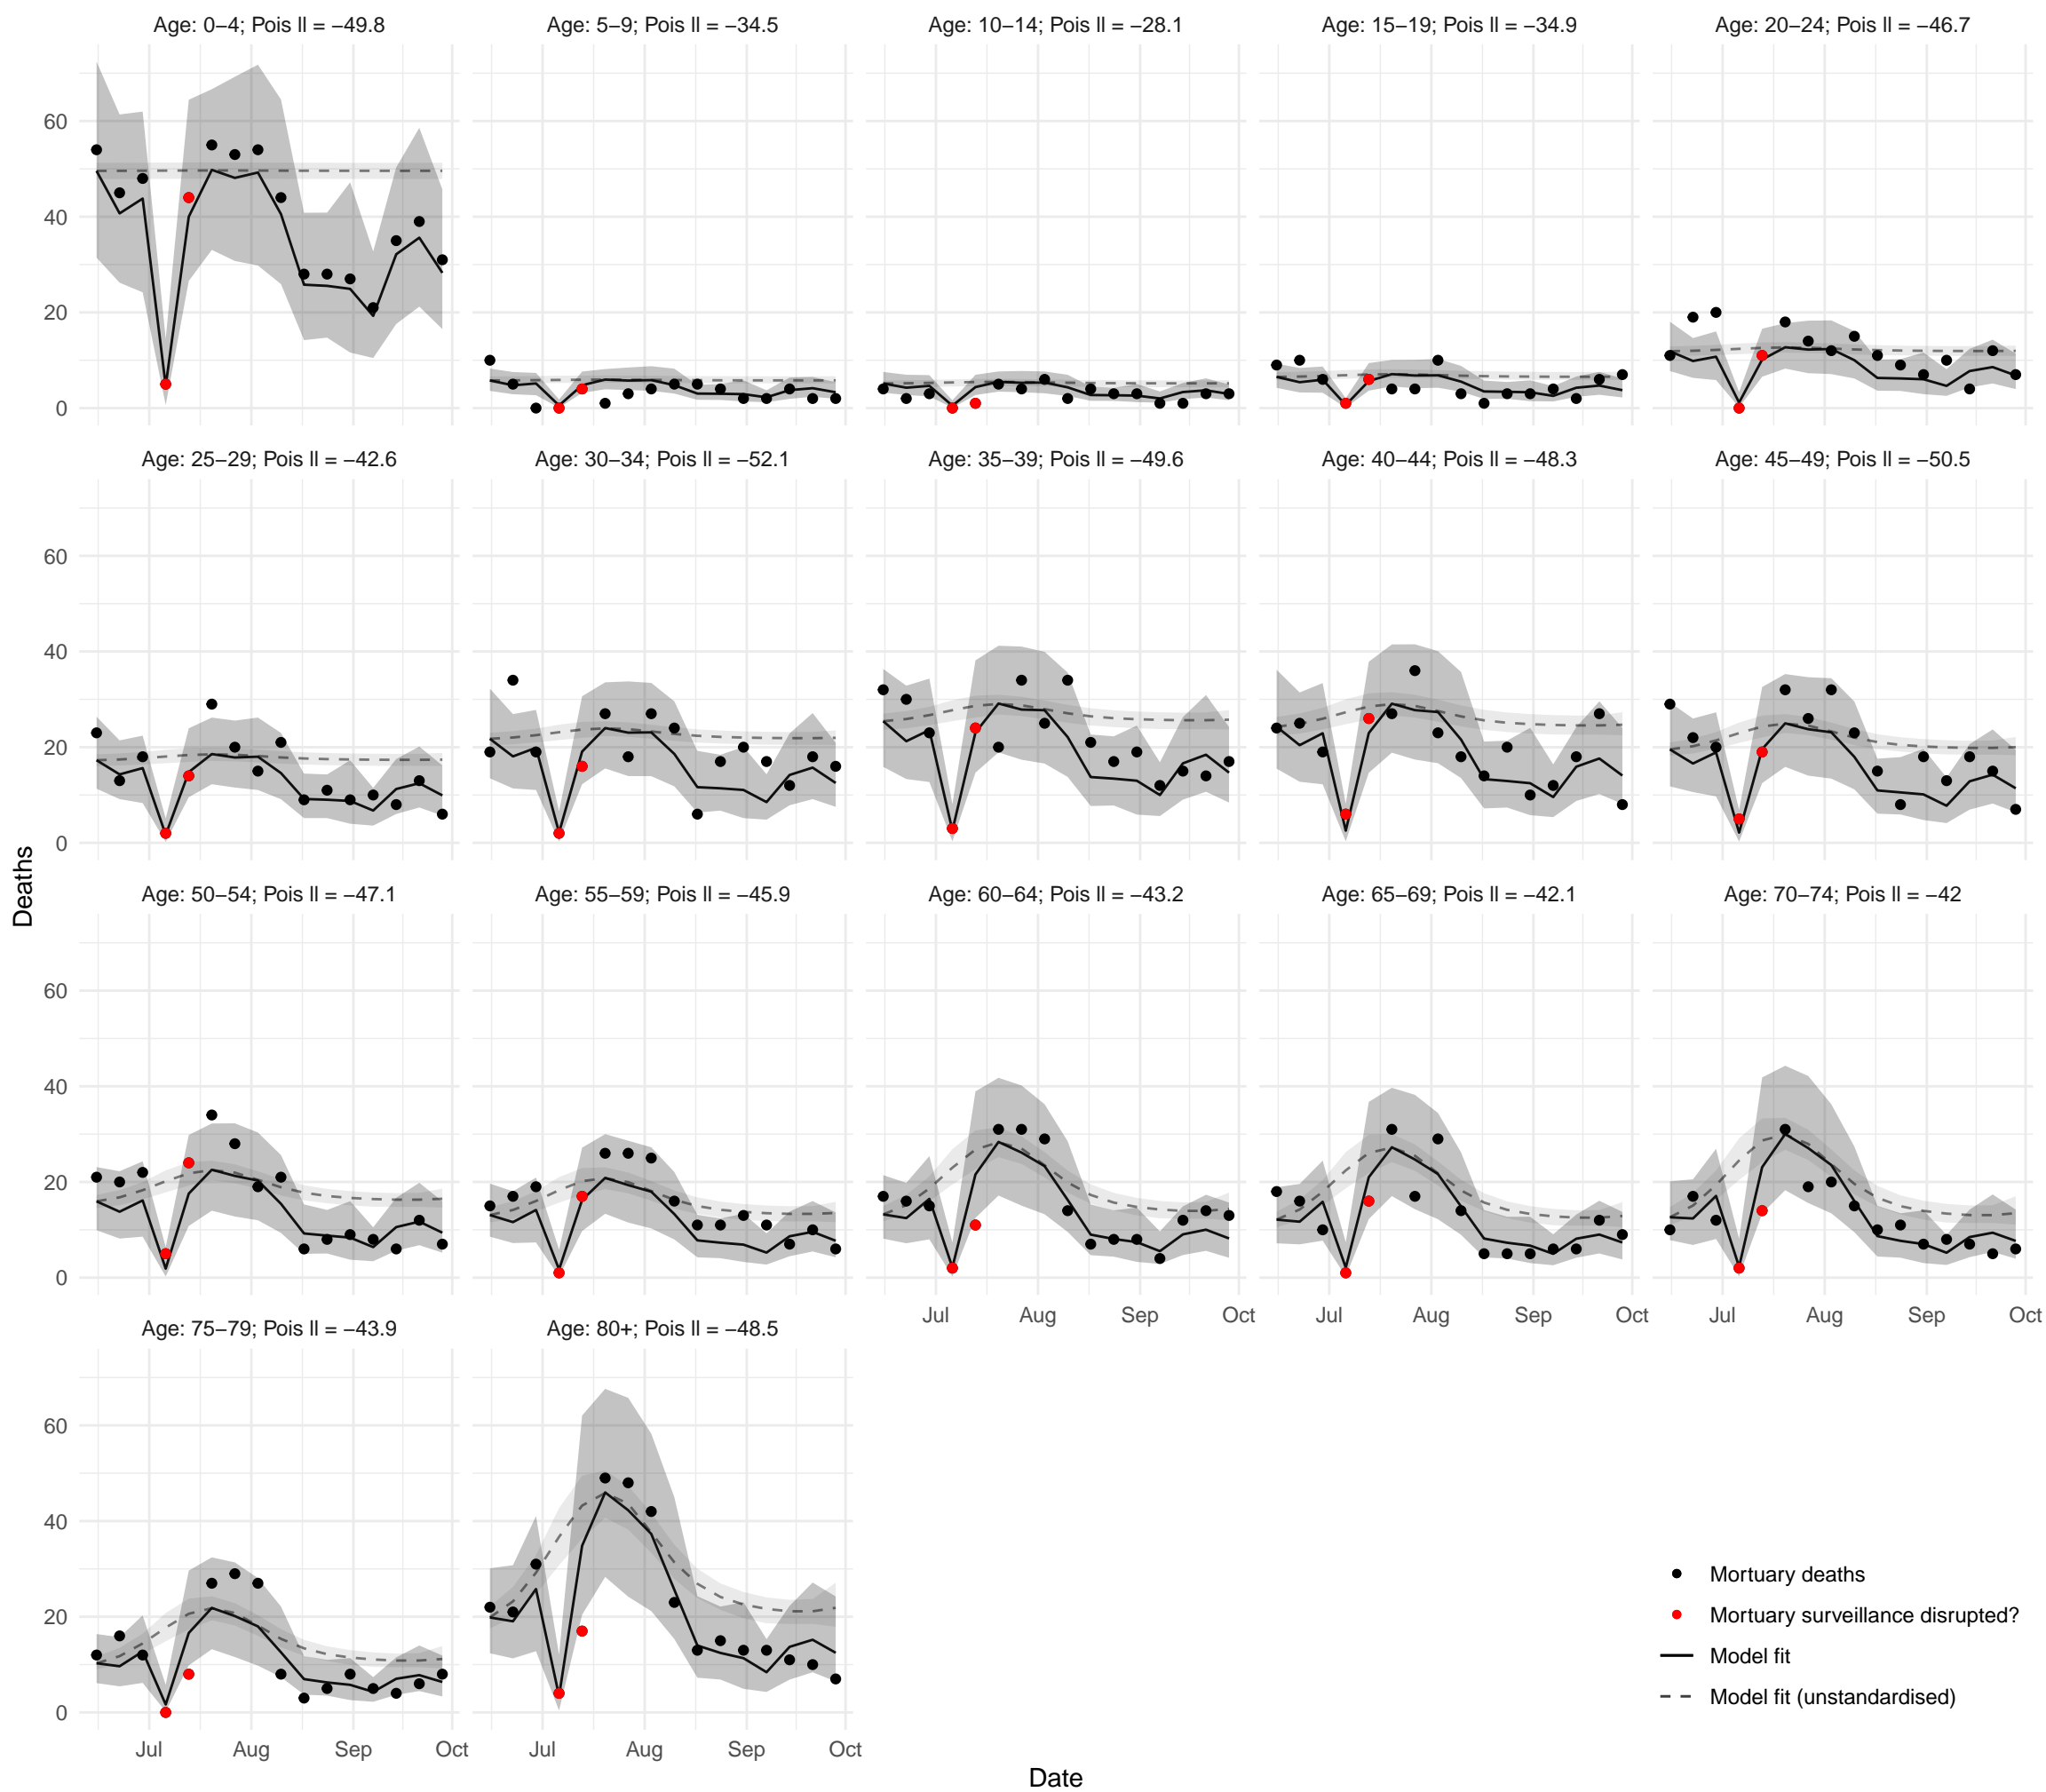 Age: 0−4; Pois ll = −49.8
Age: 5−9; Pois ll = −34.5
Age: 10−14; Pois ll = −28.1
Age: 15−19; Pois ll = −34.9
Age: 20−24; Pois ll = −46.7
60
40
20
0
Age: 25−29; Pois ll = −42.6
Age: 30−34; Pois ll = −52.1
Age: 35−39; Pois ll = −49.6
Age: 40−44; Pois ll = −48.3
Age: 45−49; Pois ll = −50.5
60
40
20
0
Deaths
Age: 50−54; Pois ll = −47.1
Age: 55−59; Pois ll = −45.9
Age: 60−64; Pois ll = −43.2
Age: 65−69; Pois ll = −42.1
Age: 70−74; Pois ll = −42
60
40
20
0
Jul Aug Sep Oct
Jul Aug Sep Oct
Jul Aug Sep Oct
Age: 75−79; Pois ll = −43.9
Age: 80+; Pois ll = −48.5
60
40
20
0
Jul Aug Sep Oct
Jul Aug Sep Oct
Mortuary deaths
Mortuary surveillance disrupted?
Model fit
Model fit (unstandardised)
Date